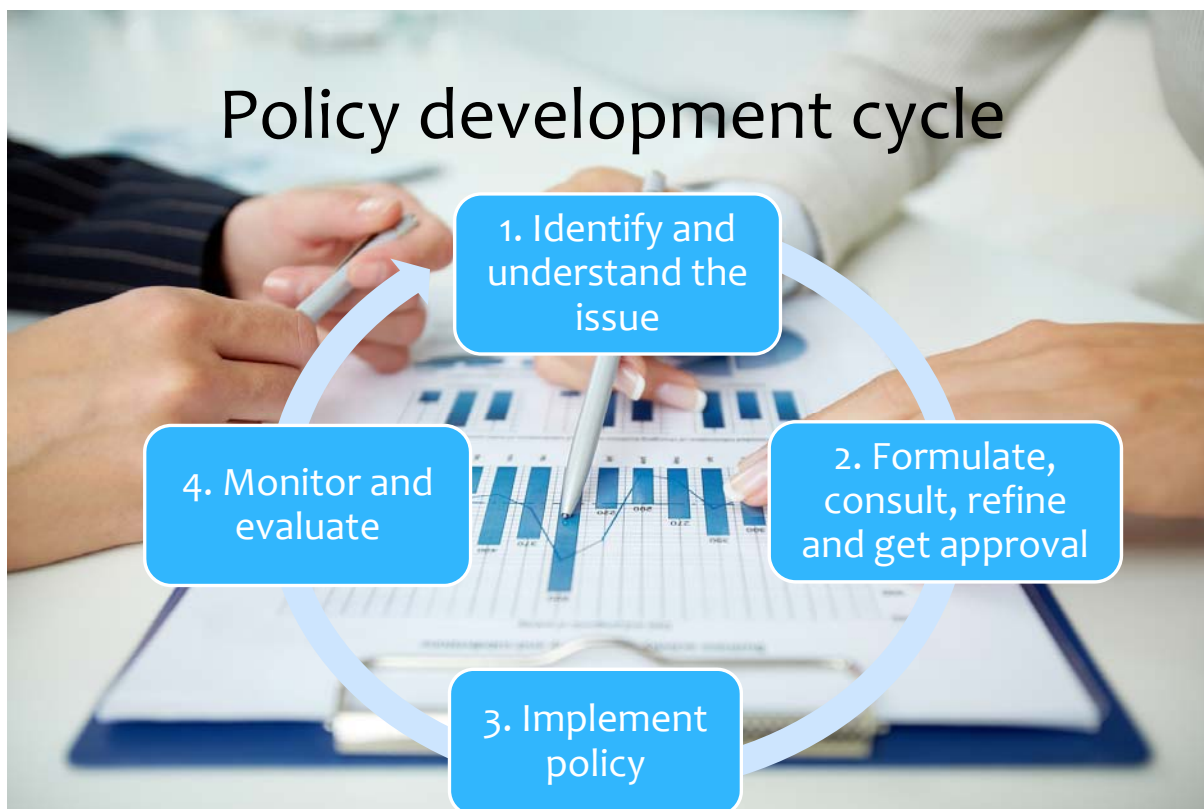 Policy development cycle
1. Identify and
understand the
issue
2. Formulate,
consult, refine
and get approval
3. Implement
policy
4. Monitor and
evaluate